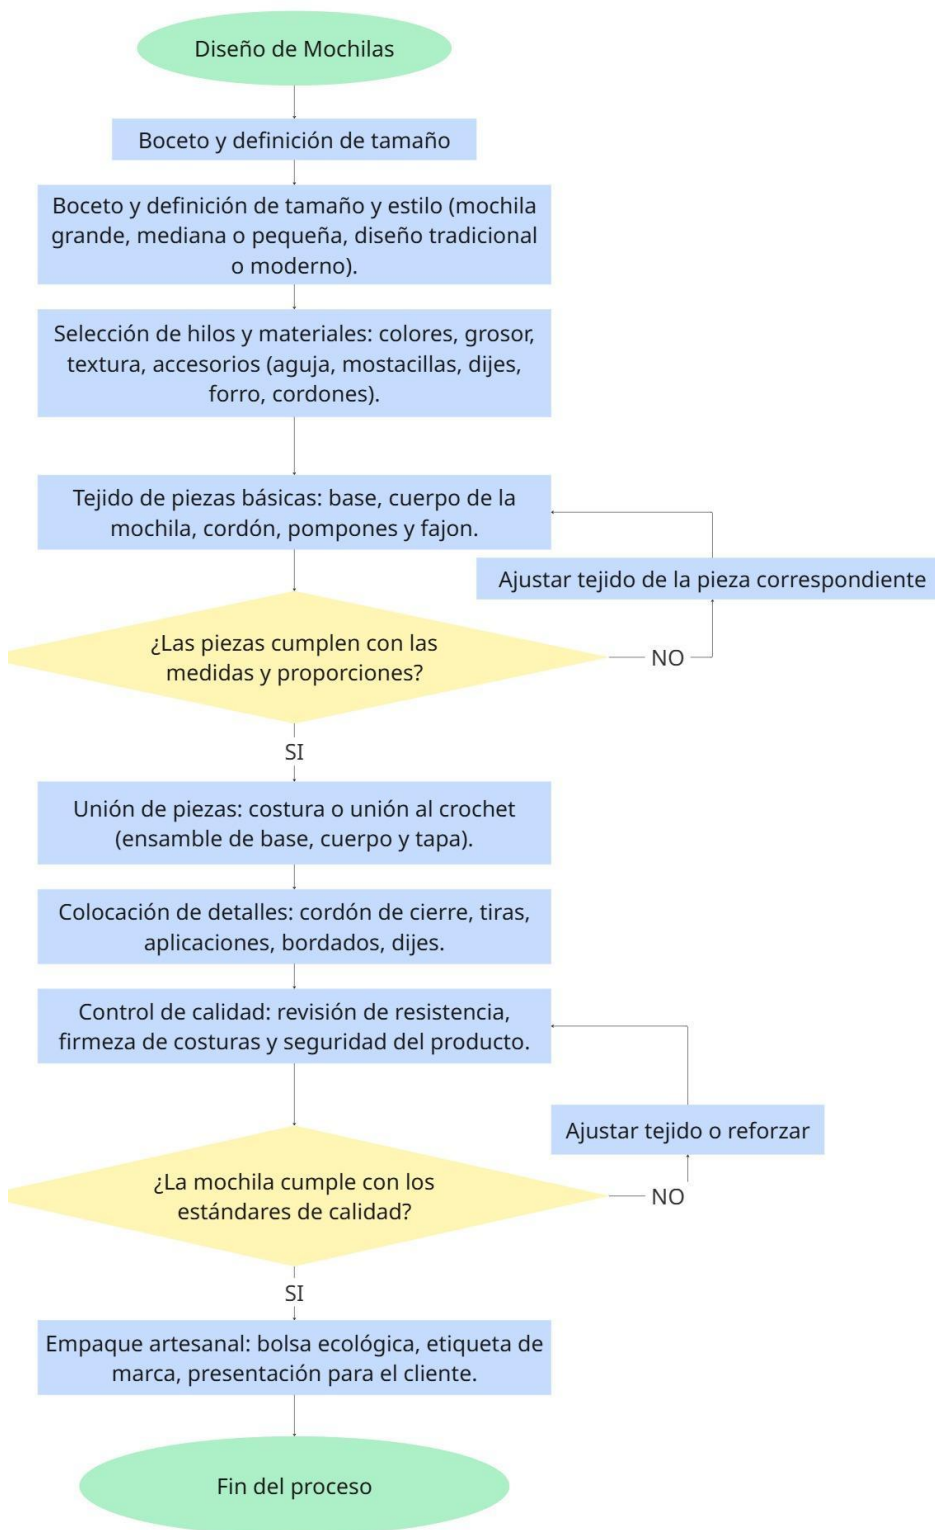 Diseño de Mochilas
Boceto y definición de tamaño
Boceto y definición de tamaño y estilo (mochila
grande, mediana o pequeña, diseño tradicional
o moderno).
Selección de hilos y materiales: colores, grosor,
textura, accesorios (aguja, mostacillas, dijes,
forro, cordones).
Tejido de piezas básicas: base, cuerpo de la
mochila, cordón, pompones y fajon.
Ajustar tejido de la pieza correspondiente
¿Las piezas cumplen con las
medidas y proporciones?
NO
SI
Unión de piezas: costura o unión al crochet
(ensamble de base, cuerpo y tapa).
Colocación de detalles: cordón de cierre, tiras,
aplicaciones, bordados, dijes.
Control de calidad: revisión de resistencia,
firmeza de costuras y seguridad del producto.
Ajustar tejido o reforzar
¿La mochila cumple con los
estándares de calidad?
NO
SI
Empaque artesanal: bolsa ecológica, etiqueta de
marca, presentación para el cliente.
Fin del proceso